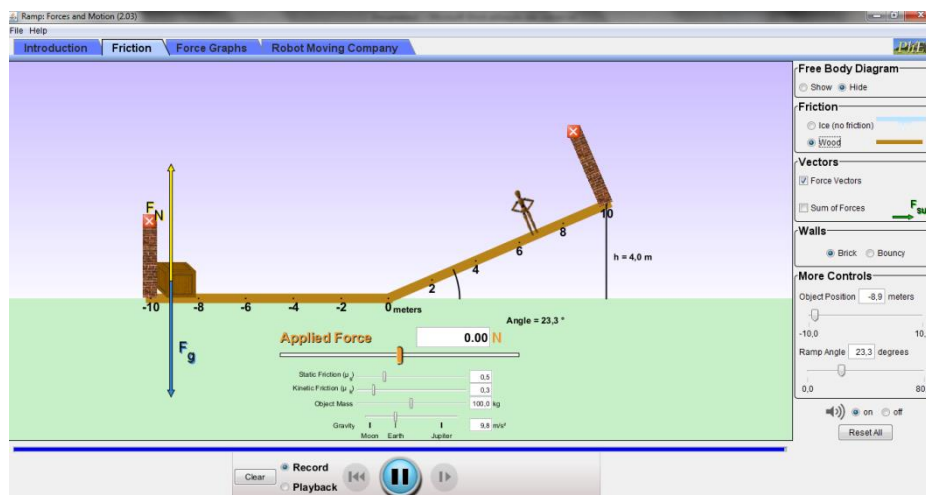 Ramp: Forces and Motion (2.03)
File Help
Introduction Friction Force Graphs Robot Moving Company
Free Body Diagram
Show Hide
Friction
Ice (no friction)
Wood
Vectors
Force Vectors
Sum of Forces
Walls
Brick Bouncy
More Controls
Object Position -8,9 meters
-10,0 10,
Ramp Angle 23,3 degrees
0,0 80
on off
Reset All
F N
F g
-10 -8 -6 -4 -2 0 meters
2 4 6 8 10
h = 4,0 m
Angle = 23,3 °
Applied Force 0.00 N
Static Friction (μ s) 0,5
Kinetic Friction (μ k) 0,3
Object Mass 100,0 kg
Gravity 9,8 m/s²
Moon Earth Jupiter
Clear
Record
Playback